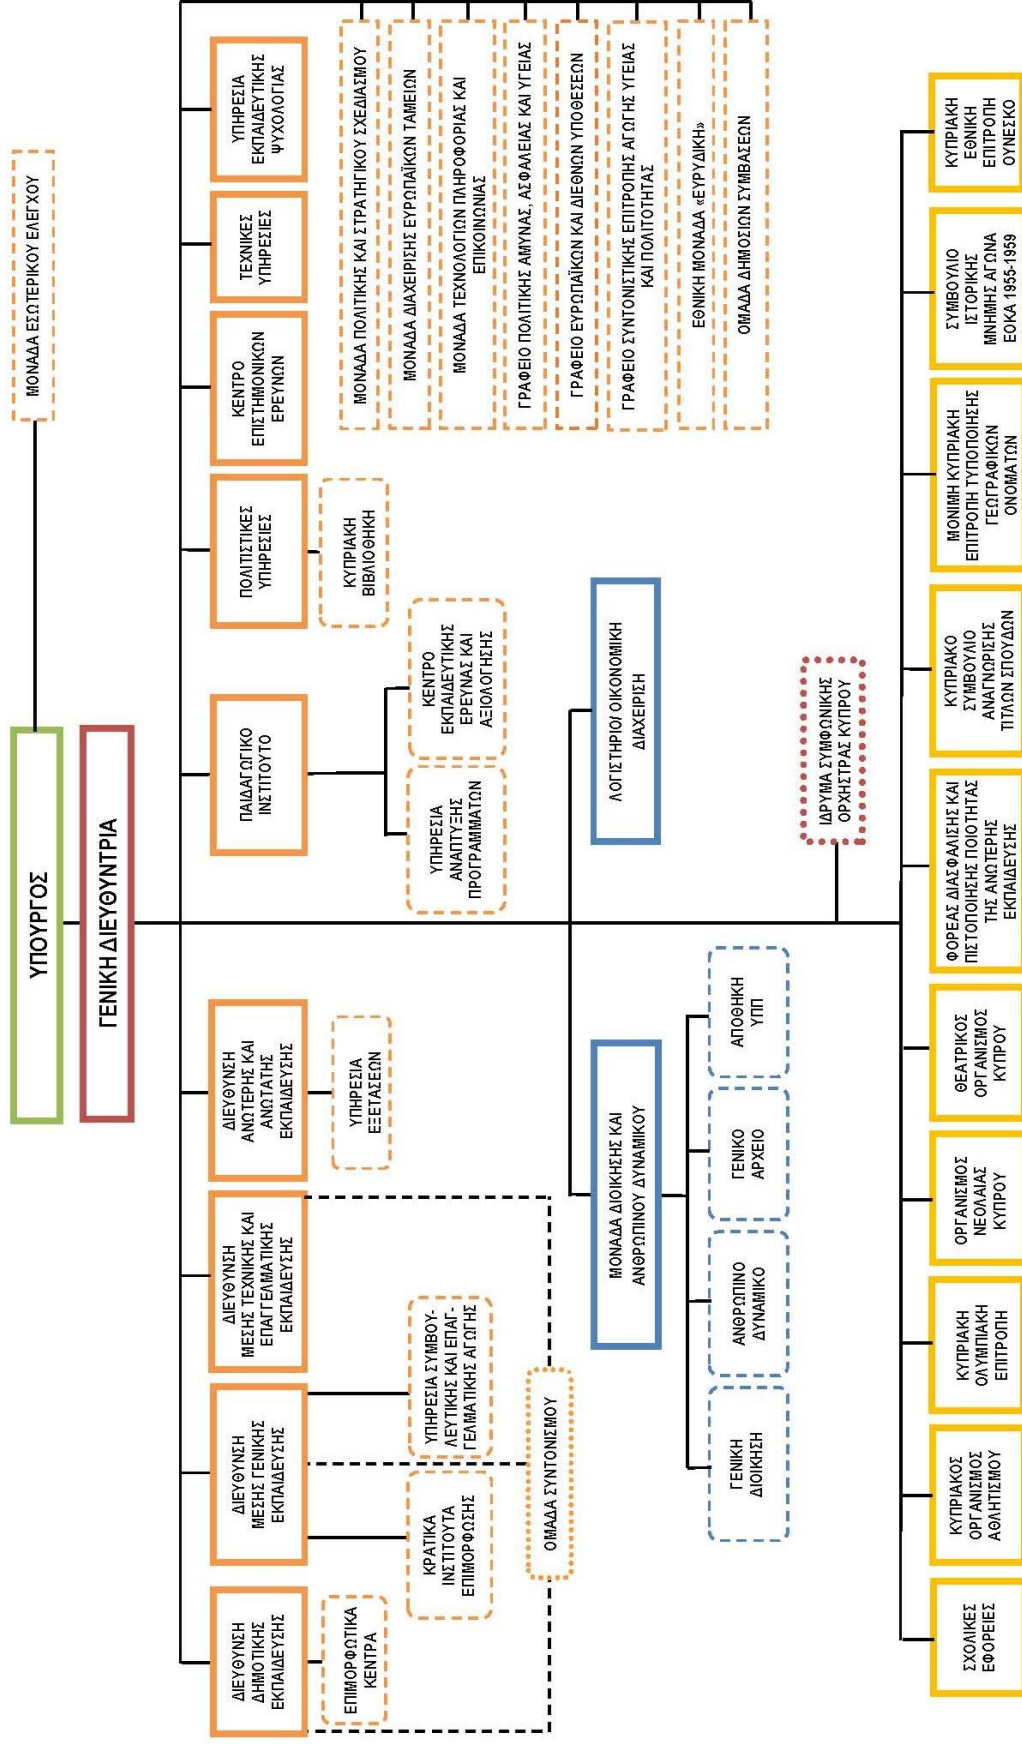 ΥΠΟΥΡΓΟΣ
ΜΟΝΑΔΑ ΕΣΩΤΕΡΙΚΟΥ ΕΛΕΓΧΟΥ
ΓΕΝΙΚΗ ΔΙΕΥΘΥΝΤΡΙΑ
ΔΙΕΥΘΥΝΣΗ
ΔΗΜΟΤΙΚΗΣ
ΕΚΠΑΙΔΕΥΣΗΣ
ΔΙΕΥΘΥΝΣΗ
ΜΕΣΗΣ ΓΕΝΙΚΗΣ
ΕΚΠΑΙΔΕΥΣΗΣ
ΔΙΕΥΘΥΝΣΗ
ΜΕΣΗΣ ΤΕΧΝΙΚΗΣ ΚΑΙ
ΕΠΑΓΓΕΛΜΑΤΙΚΗΣ
ΕΚΠΑΙΔΕΥΣΗΣ
ΔΙΕΥΘΥΝΣΗ
ΑΝΩΤΕΡΗΣ ΚΑΙ
ΑΝΩΤΑΤΗΣ
ΕΚΠΑΙΔΕΥΣΗΣ
ΠΑΙΔΑΓΩΓΙΚΟ
ΙΝΣΤΙΤΟΥΤΟ
ΠΟΛΙΤΙΣΤΙΚΕΣ
ΥΠΗΡΕΣΙΕΣ
ΚΕΝΤΡΟ
ΕΠΙΣΤΗΜΟΝΙΚΩΝ
ΕΡΕΥΝΩΝ
ΤΕΧΝΙΚΕΣ
ΥΠΗΡΕΣΙΕΣ
ΥΠΗΡΕΣΙΑ
ΕΚΠΑΙΔΕΥΤΙΚΗΣ
ΨΥΧΟΛΟΓΙΑΣ
ΕΠΙΜΟΡΦΩΤΙΚΑ
ΚΕΝΤΡΑ
ΚΡΑΤΙΚΑ
ΙΝΣΤΙΤΟΥΤΑ
ΕΠΙΜΟΡΦΩΣΗΣ
ΥΠΗΡΕΣΙΑ ΣΥΜΒΟΥ-
ΛΕΥΤΙΚΗΣ ΚΑΙ ΕΠΑΓ-
ΓΕΛΜΑΤΙΚΗΣ ΑΓΩΓΗΣ
ΥΠΗΡΕΣΙΑ
ΕΞΕΤΑΣΕΩΝ
ΥΠΗΡΕΣΙΑ
ΑΝΑΠΤΥΞΗΣ
ΠΡΟΓΡΑΜΜΑΤΩΝ
ΚΕΝΤΡΟ
ΕΚΠΑΙΔΕΥΤΙΚΗΣ
ΕΡΕΥΝΑΣ ΚΑΙ
ΑΞΙΟΛΟΓΗΣΗΣ
ΚΥΠΡΙΑΚΗ
ΒΙΒΛΙΟΘΗΚΗ
ΜΟΝΑΔΑ ΠΟΛΙΤΙΚΗΣ ΚΑΙ ΣΤΡΑΤΗΓΙΚΟΥ ΣΧΕΔΙΑΣΜΟΥ
ΜΟΝΑΔΑ ΔΙΑΧΕΙΡΙΣΗΣ ΕΥΡΩΠΑΪΚΩΝ ΤΑΜΕΙΩΝ
ΜΟΝΑΔΑ ΤΕΧΝΟΛΟΓΙΩΝ ΠΛΗΡΟΦΟΡΙΑΣ ΚΑΙ
ΕΠΙΚΟΙΝΩΝΙΑΣ
ΓΡΑΦΕΙΟ ΠΟΛΙΤΙΚΗΣ ΑΜΥΝΑΣ, ΑΣΦΑΛΕΙΑΣ ΚΑΙ ΥΓΕΙΑΣ
ΓΡΑΦΕΙΟ ΕΥΡΩΠΑΪΚΩΝ ΚΑΙ ΔΙΕΘΝΩΝ ΥΠΟΘΕΣΕΩΝ
ΓΡΑΦΕΙΟ ΣΥΝΤΟΝΙΣΤΙΚΗΣ ΕΠΙΤΡΟΠΗΣ ΑΓΩΓΗΣ ΥΓΕΙΑΣ
ΚΑΙ ΠΟΛΙΤΟΤΗΤΑΣ
ΕΘΝΙΚΗ ΜΟΝΑΔΑ «ΕΥΡΥΔΙΚΗ»
ΟΜΑΔΑ ΔΗΜΟΣΙΩΝ ΣΥΜΒΑΣΕΩΝ
ΟΜΑΔΑ ΣΥΝΤΟΝΙΣΜΟΥ
ΜΟΝΑΔΑ ΔΙΟΙΚΗΣΗΣ ΚΑΙ
ΑΝΘΡΩΠΙΝΟΥ ΔΥΝΑΜΙΚΟΥ
ΛΟΓΙΣΤΗΡΙΟ/ ΟΙΚΟΝΟΜΙΚΗ
ΔΙΑΧΕΙΡΙΣΗ
ΓΕΝΙΚΗ
ΔΙΟΙΚΗΣΗ
ΑΝΘΡΩΠΙΝΟ
ΔΥΝΑΜΙΚΟ
ΓΕΝΙΚΟ
ΑΡΧΕΙΟ
ΑΠΟΘΗΚΗ
ΥΠΠ
ΙΔΡΥΜΑ ΣΥΜΦΩΝΙΚΗΣ
ΟΡΧΗΣΤΡΑΣ ΚΥΠΡΟΥ
ΣΧΟΛΙΚΕΣ
ΕΦΟΡΕΙΕΣ
ΚΥΠΡΙΑΚΟΣ
ΟΡΓΑΝΙΣΜΟΣ
ΑΘΛΗΤΙΣΜΟΥ
ΚΥΠΡΙΑΚΗ
ΟΛΥΜΠΙΑΚΗ
ΕΠΙΤΡΟΠΗ
ΟΡΓΑΝΙΣΜΟΣ
ΝΕΟΛΑΙΑΣ
ΚΥΠΡΟΥ
ΘΕΑΤΡΙΚΟΣ
ΟΡΓΑΝΙΣΜΟΣ
ΚΥΠΡΟΥ
ΦΟΡΕΑΣ ΔΙΑΣΦΑΛΙΣΗΣ ΚΑΙ
ΠΙΣΤΟΠΟΙΗΣΗΣ ΠΟΙΟΤΗΤΑΣ
ΤΗΣ ΑΝΩΤΕΡΗΣ
ΕΚΠΑΙΔΕΥΣΗΣ
ΚΥΠΡΙΑΚΟ
ΣΥΜΒΟΥΛΙΟ
ΑΝΑΓΝΩΡΙΣΗΣ
ΤΙΤΛΩΝ ΣΠΟΥΔΩΝ
ΜΟΝΙΜΗ ΚΥΠΡΙΑΚΗ
ΕΠΙΤΡΟΠΗ ΤΥΠΟΠΟΙΗΣΗΣ
ΓΕΩΓΡΑΦΙΚΩΝ
ΟΝΟΜΑΤΩΝ
ΣΥΜΒΟΥΛΙΟ
ΙΣΤΟΡΙΚΗΣ
ΜΝΗΜΗΣ ΑΓΩΝΑ
ΕΟΚΑ 1955-1959
ΚΥΠΡΙΑΚΗ
ΕΘΝΙΚΗ
ΕΠΙΤΡΟΠΗ
ΟΥΝΕΣΚΟ